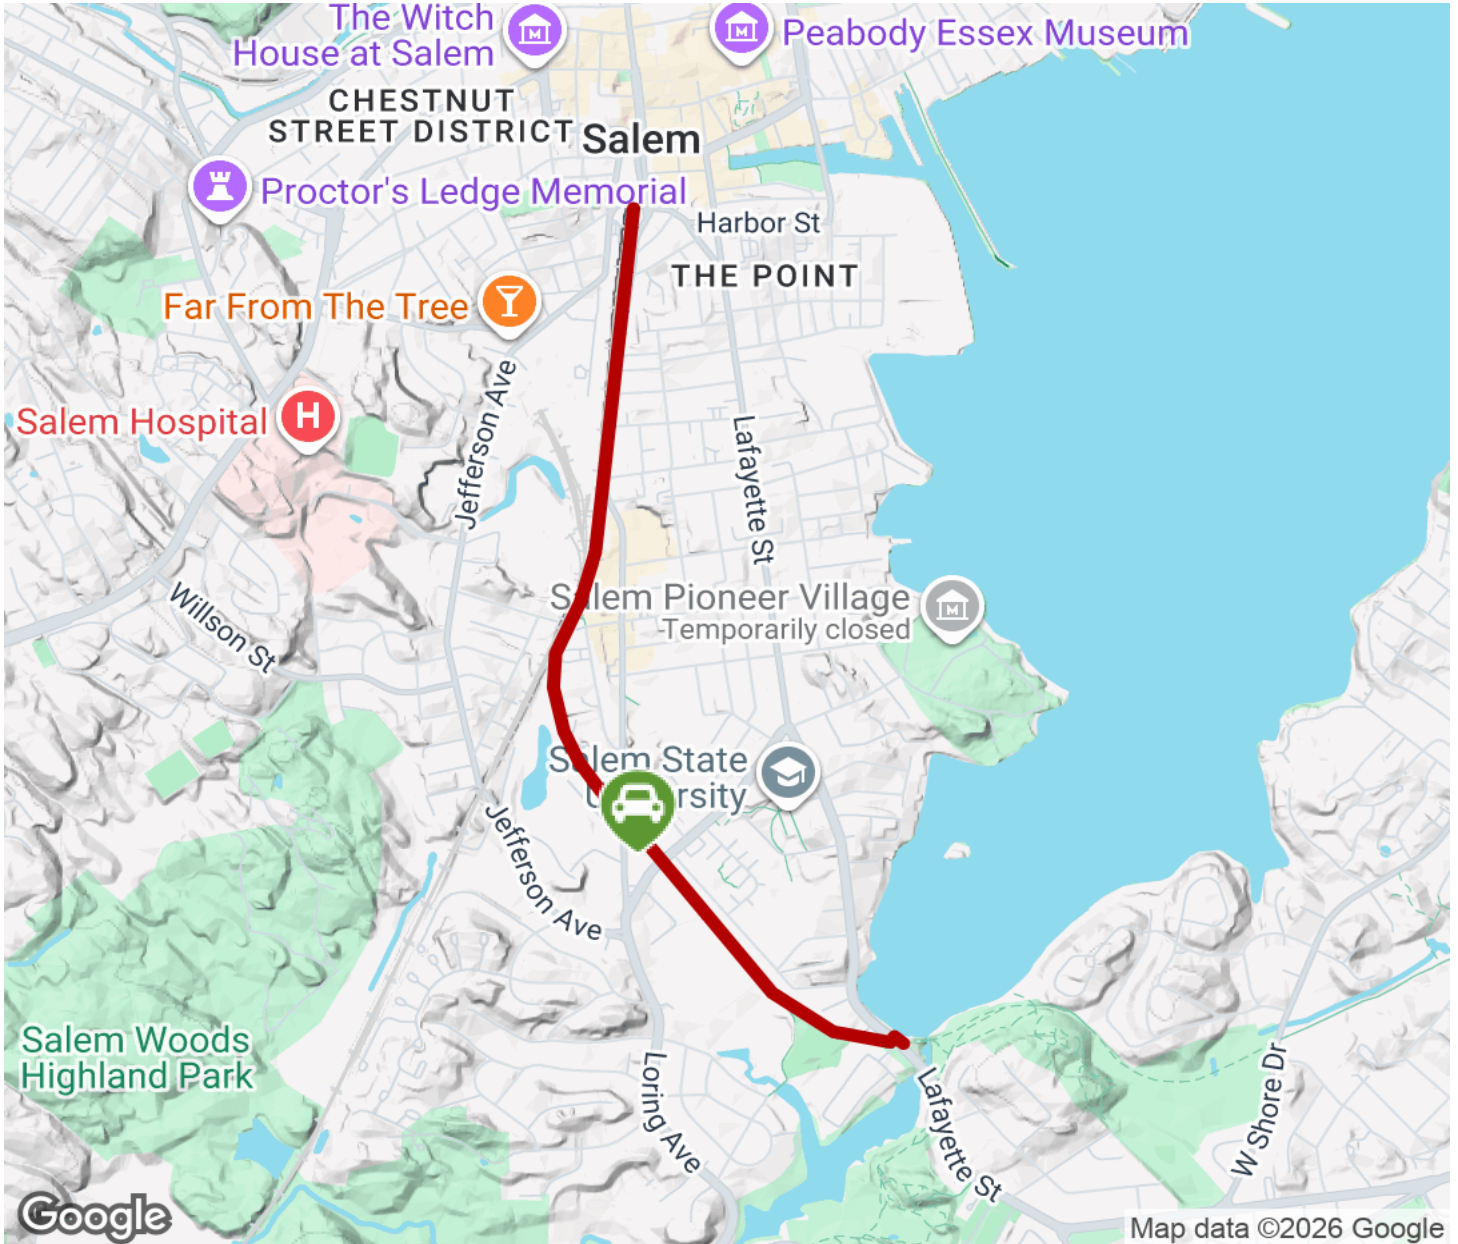 The Witch
House at Salem
Peabody Essex Museum
CHESTNUT
STREET DISTRICT
Salem
Proctor's Ledge Memorial
Harbor St
THE POINT
Far From The Tree
Jefferson Ave
Salem Hospital
H
Lafayette St
Salem Pioneer Village
Temporarily closed
Willson St
Salem State
University
Jefferson Ave
Salem Woods
Highland Park
Loring Ave
Lafayette St
W Shore Dr
Google
Map data ©2026 Google